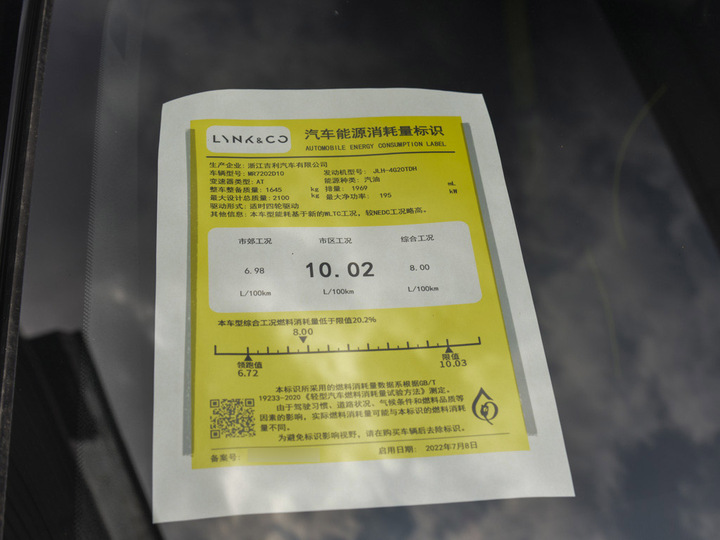 LYNK&CO
汽车能源消耗量标识
AUTOMOBILE ENERGY CONSUMPTION LABEL
生产企业: 浙江吉利汽车有限公司
车辆型号: MR7202D10 发动机型号: JLH-4G20TDH
变速器类型: AT 能源种类: 汽油
整车整备质量: 1645 kg 排量: 1969 mL
最大设计总质量: 2100 kg 最大净功率: 195 kW
驱动形式: 适时四轮驱动
其他信息: 本车型能耗基于新的WLTC工况，较NEDC工况略高。
市郊工况 市区工况 综合工况
6.98 10.02 8.00
L/100km L/100km L/100km
本车型综合工况燃料消耗量低于限值20.2%
8.00
领跑值 限值
6.72 10.03
本标识所采用的燃料消耗量数据系根据GB/T
19233-2020《轻型汽车燃料消耗量试验方法》测定。
由于驾驶习惯、道路状况、气候条件和燃料品质等
因素的影响，实际燃料消耗量可能与本标识的燃料消耗
量不同。
为避免标识影响视野，请在购买车辆后去除标识。
备案号: 启用日期: 2022年7月8日